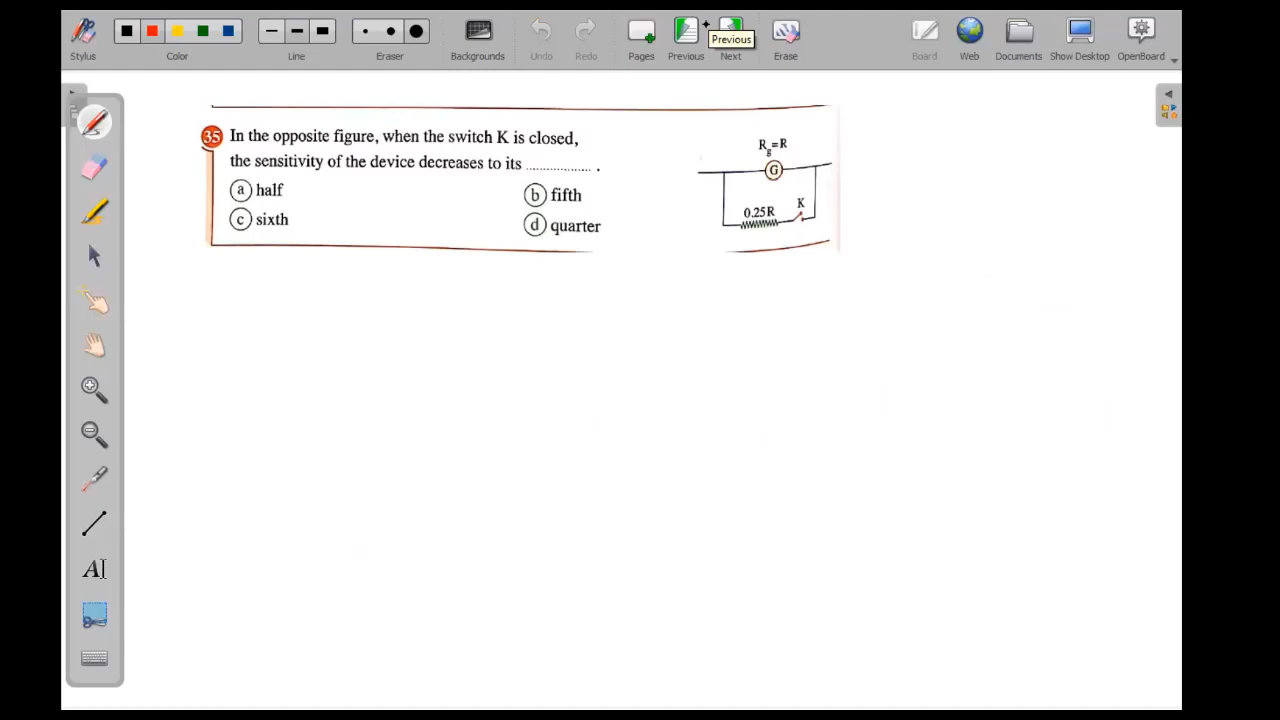 Stylus
Color
Line
Eraser
Backgrounds
Undo
Redo
Pages
Previous
Next
Previous
Erase
Board
Web
Documents
Show Desktop
OpenBoard
35 In the opposite figure, when the switch K is closed,
the sensitivity of the device decreases to its .................... .
a half
b fifth
c sixth
d quarter
Rg=R
G
0.25R
K
A